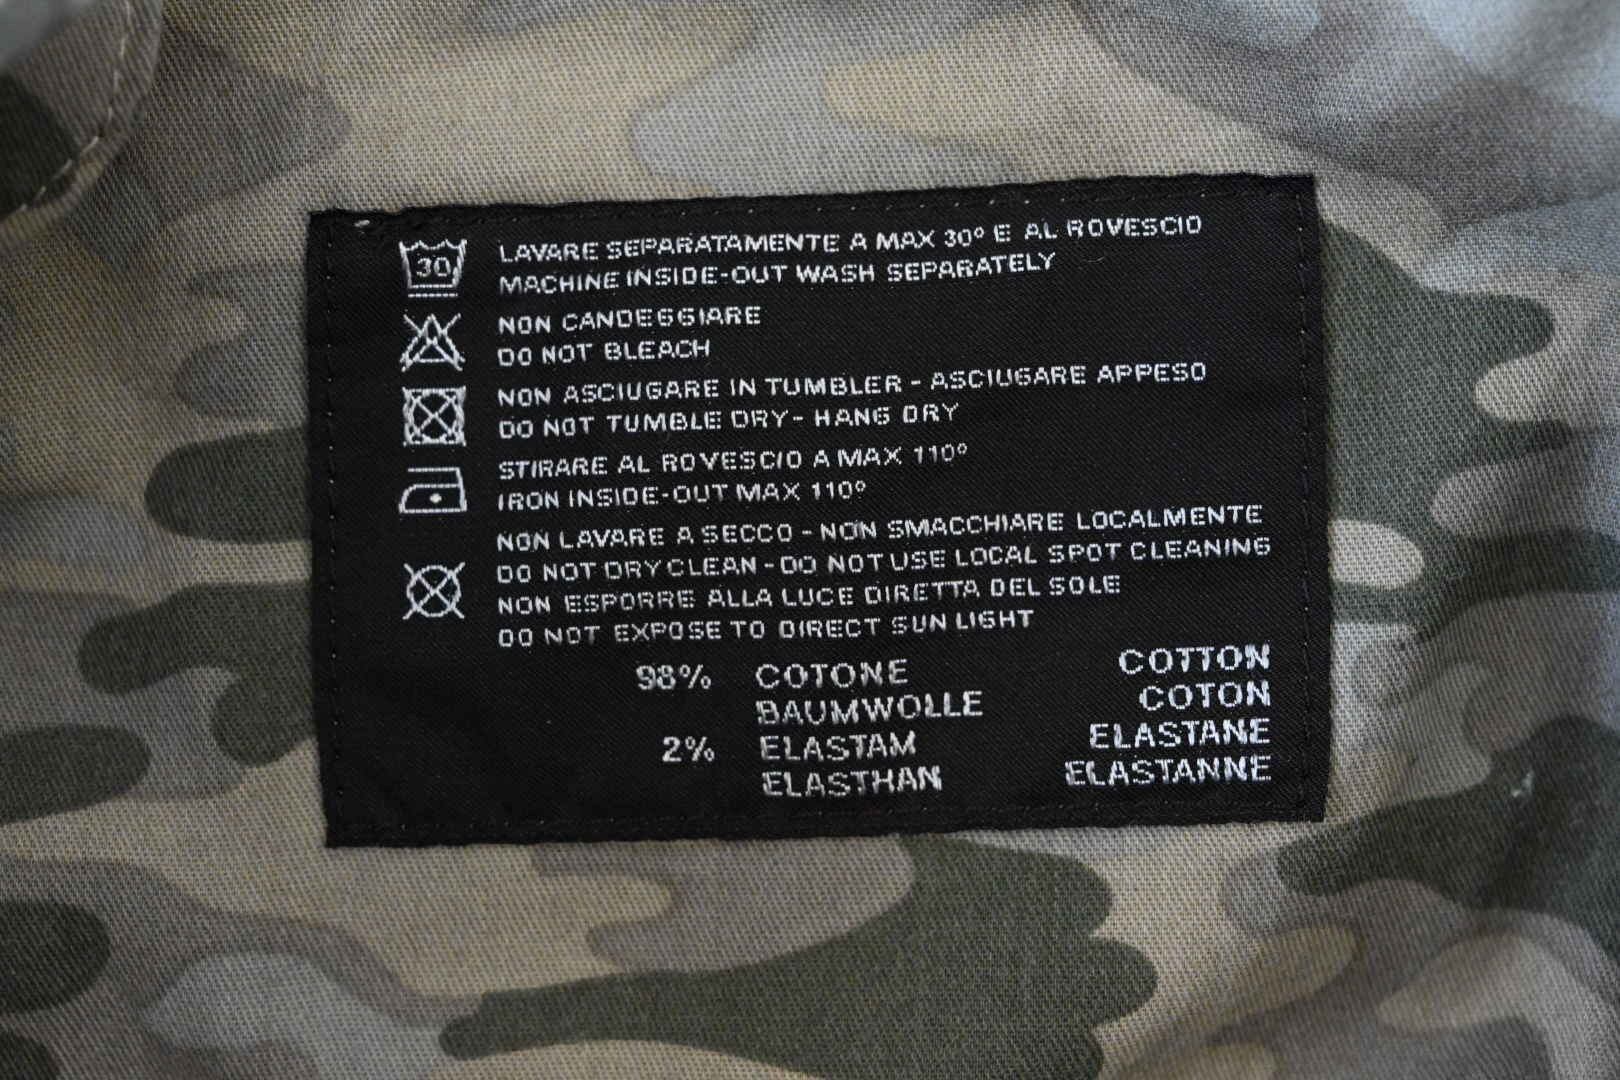 30 LAVARE SEPARATAMENTE A MAX 30° E AL ROVESCIO
MACHINE INSIDE-OUT WASH SEPARATELY
NON CANDEGGIARE
DO NOT BLEACH
NON ASCIUGARE IN TUMBLER - ASCIUGARE APPESO
DO NOT TUMBLE DRY - HANG DRY
STIRARE AL ROVESCIO A MAX 110°
IRON INSIDE-OUT MAX 110°
NON LAVARE A SECCO - NON SMACCHIARE LOCALMENTE
DO NOT DRY CLEAN - DO NOT USE LOCAL SPOT CLEANING
NON ESPORRE ALLA LUCE DIRETTA DEL SOLE
DO NOT EXPOSE TO DIRECT SUN LIGHT
98% COTONE COTTON
BAUMWOLLE COTON
2% ELASTAM ELASTANE
ELASTHAN ELASTANNE